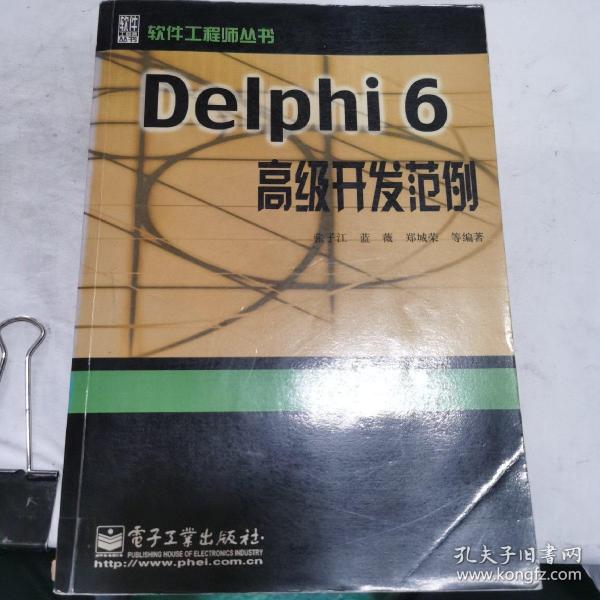 软件工程师丛书
Delphi 6
高级开发范例
张子江 蓝 薇 郑城荣 等编著
電子工業出版社
PUBLISHING HOUSE OF ELECTRONICS INDUSTRY
http://www.phei.com.cn
孔夫子旧书网
www.kongfz.com